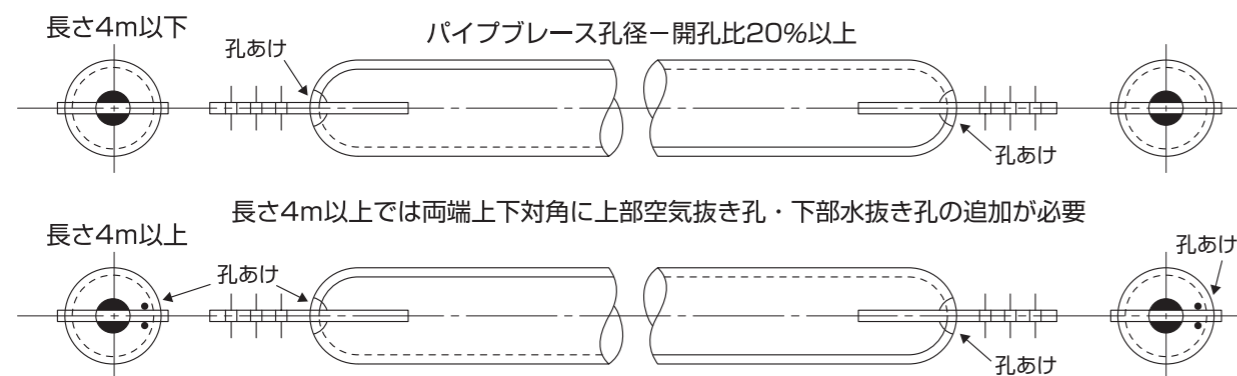 長さ4m以下
パイプブレース孔径－開孔比20%以上
孔あけ
孔あけ
長さ4m以上では両端上下対角に上部空気抜き孔・下部水抜き孔の追加が必要
長さ4m以上
孔あけ
孔あけ
孔あけ